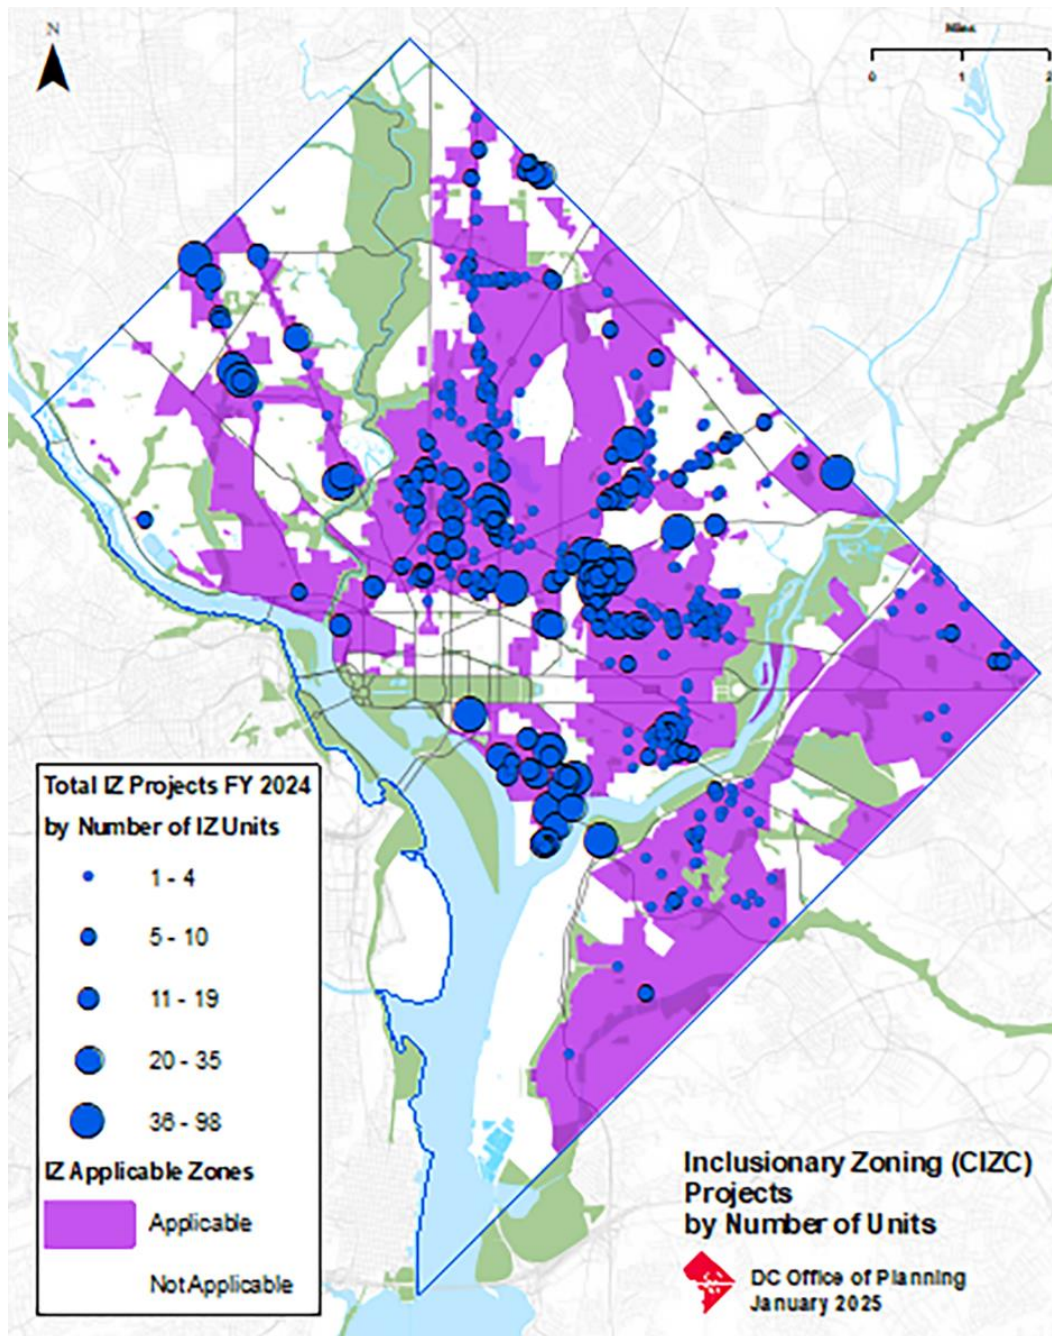 N
Miles
0 1 2
Total IZ Projects FY 2024
by Number of IZ Units
1 - 4
5 - 10
11 - 19
20 - 35
36 - 98
IZ Applicable Zones
Applicable
Not Applicable
Inclusionary Zoning (CIZC)
Projects
by Number of Units
DC Office of Planning
January 2025